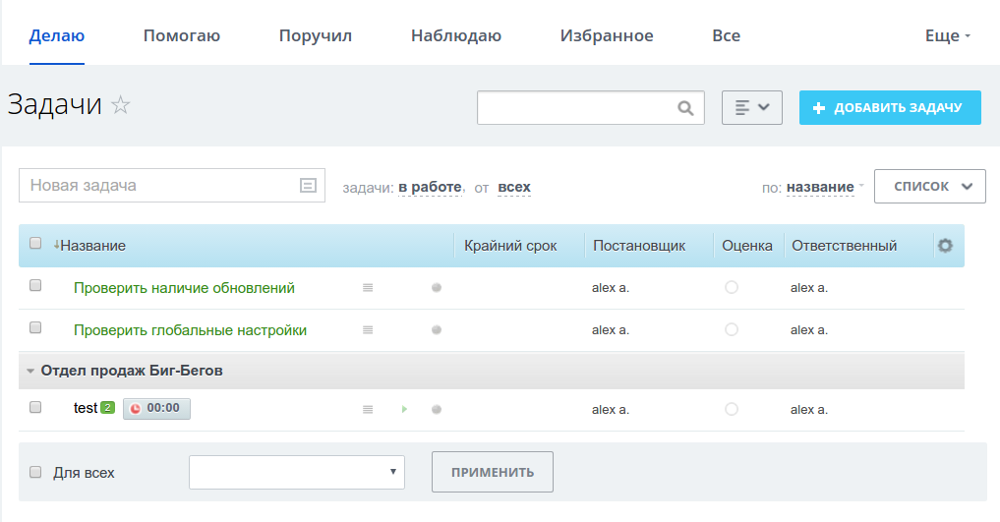 Делаю Помогаю Поручил Наблюдаю Избранное Все Еще
Задачи
ДОБАВИТЬ ЗАДАЧУ
Новая задача задачи: в работе, от всех по: название СПИСОК
Название Крайний срок Постановщик Оценка Ответственный
Проверить наличие обновлений alex a. alex a.
Проверить глобальные настройки alex a. alex a.
Отдел продаж Биг-Бегов
test 2 00:00 alex a. alex a.
Для всех ПРИМЕНИТЬ